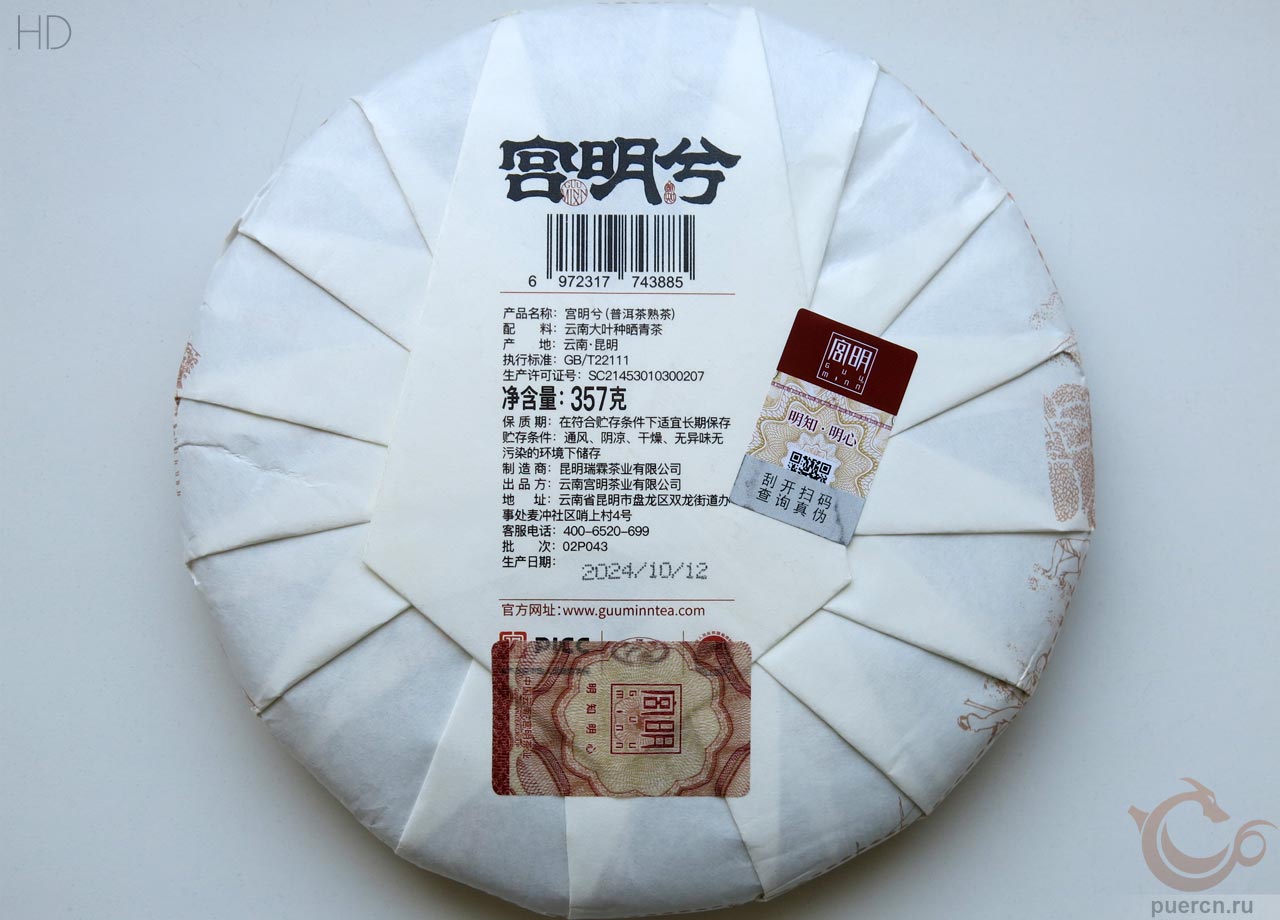 HD
宫明兮
GUU
MINN
6 972317 743885
产品名称：宫明兮（普洱茶熟茶）
配 料：云南大叶种晒青茶
产 地：云南·昆明
执行标准：GB/T22111
生产许可证号：SC21453010300207
净含量：357克
保 质 期：在符合贮存条件下适宜长期保存
贮存条件：通风、阴凉、干燥、无异味无
污染的环境下储存
制 造 商：昆明瑞霖茶业有限公司
出 品 方：云南宫明茶业有限公司
地 址：云南省昆明市盘龙区双龙街道办
事处麦冲社区哨上村4号
客服电话：400-6520-699
批 次：02P043
生产日期：
2024/10/12
官方网址：www.guuminntea.com
PICC
宫明
GUU
minn
明知·明心
刮开扫码
查询真伪
宫明
Guu
minn
明知明心
puercn.ru